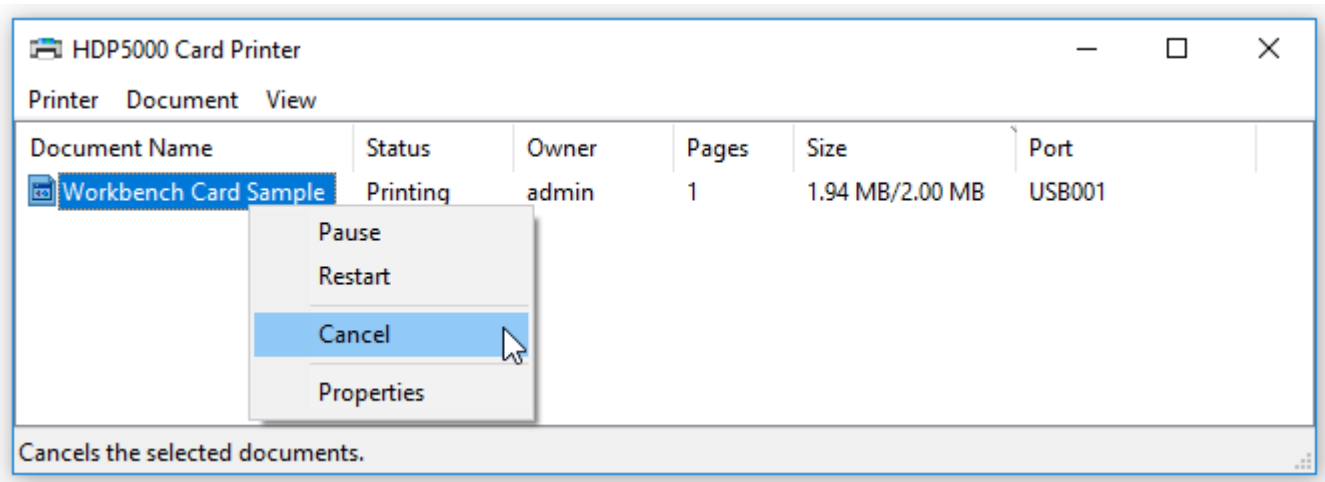 HDP5000 Card Printer
Printer Document View
Document Name Status Owner Pages Size Port
Workbench Card Sample Printing admin 1 1.94 MB/2.00 MB USB001
Pause
Restart
Cancel
Properties
Cancels the selected documents.